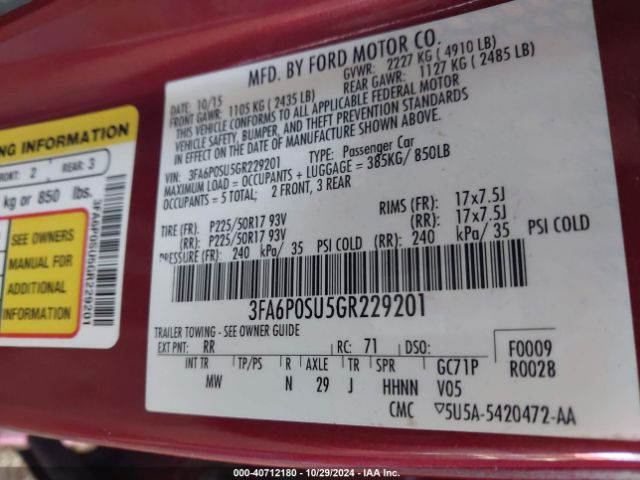 MFD. BY FORD MOTOR CO.
DATE: 10/15 GVWR: 2227 KG ( 4910 LB)
FRONT GAWR: 1105 KG ( 2435 LB) REAR GAWR: 1127 KG ( 2485 LB)
THIS VEHICLE CONFORMS TO ALL APPLICABLE FEDERAL MOTOR
VEHICLE SAFETY, BUMPER, AND THEFT PREVENTION STANDARDS
IN EFFECT ON THE DATE OF MANUFACTURE SHOWN ABOVE.
VIN: 3FA6P0SU5GR229201 TYPE: Passenger Car
MAXIMUM LOAD = OCCUPANTS + LUGGAGE = 385KG/ 850LB
OCCUPANTS = 5 TOTAL; 2 FRONT, 3 REAR
TIRE (FR): P225/50R17 93V RIMS (FR): 17x7.5J
(RR): P225/50R17 93V (RR): 17x7.5J
PRESSURE (FR): 240 kPa/ 35 PSI COLD (RR): 240 kPa/ 35 PSI COLD
3FA6P0SU5GR229201
TRAILER TOWING - SEE OWNER GUIDE
EXT PNT: RR RC: 71 DSO: F0009
INT TR TP/PS R AXLE TR SPR GC71P R0028
MW N 29 J HHNN V05
CMC 5U5A-5420472-AA
NG INFORMATION
FRONT: 2 REAR: 3
kg or 850 lbs.
SEE OWNERS
MANUAL FOR
ADDITIONAL
INFORMATION
3FA6P0SU5GR229201
000-40712180 - 10/29/2024 - IAA Inc.